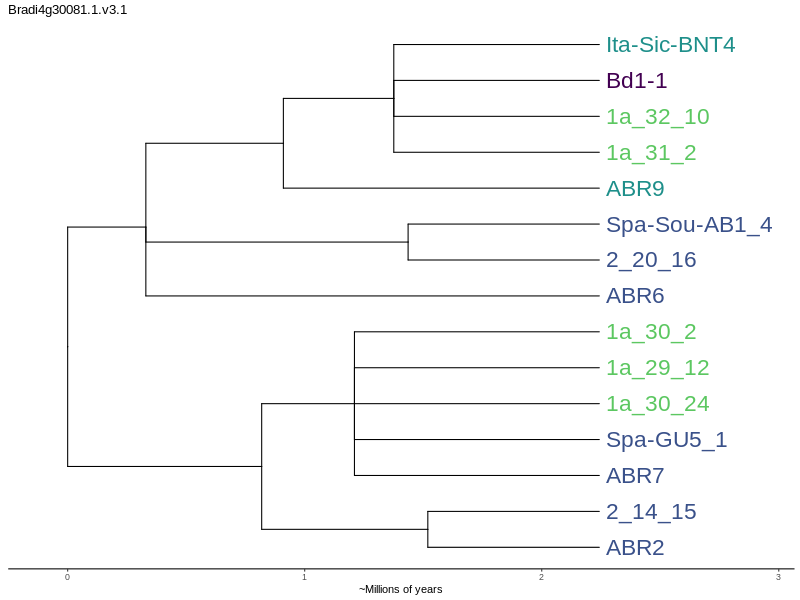 Bradi4g30081.1.v3.1
Ita-Sic-BNT4
Bd1-1
1a_32_10
1a_31_2
ABR9
Spa-Sou-AB1_4
2_20_16
ABR6
1a_30_2
1a_29_12
1a_30_24
Spa-GU5_1
ABR7
2_14_15
ABR2
0 1 2 3
~Millions of years